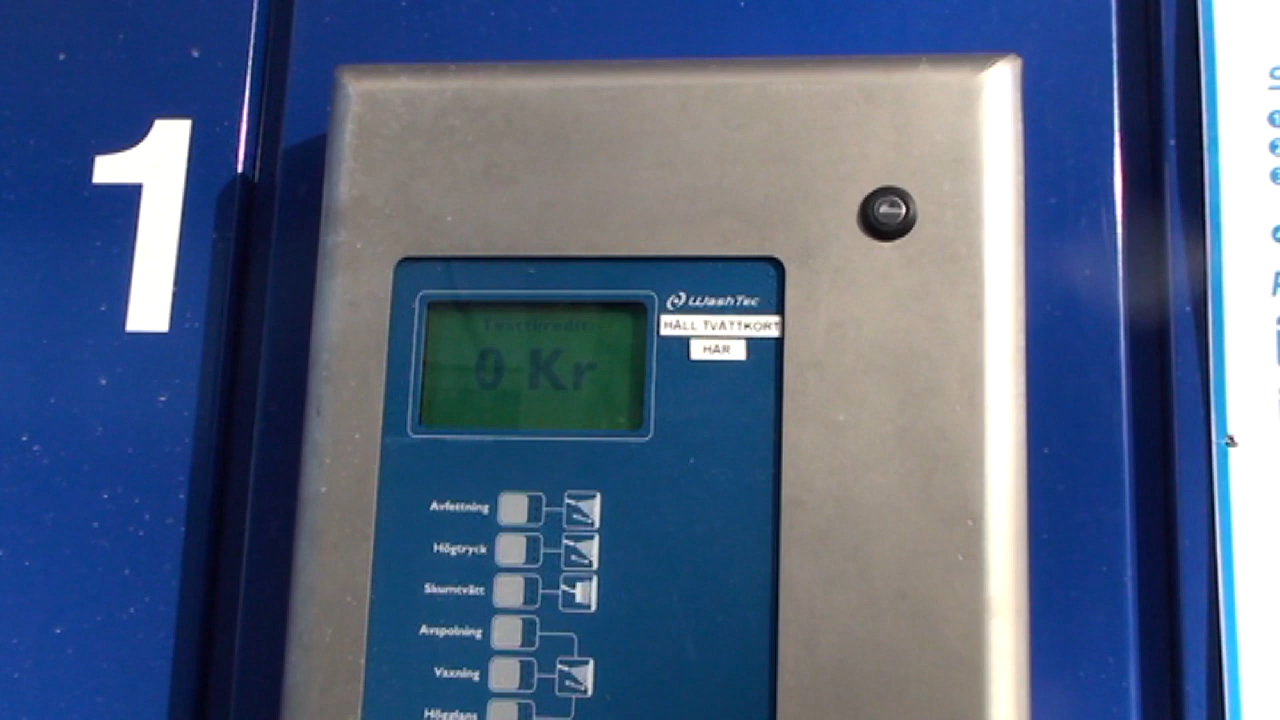 1
WashTec
HÅLL TVÄTTKORT
HÄR
0 Kr
Avfettning
Högtryck
Skumtvätt
Avspolning
Vaxning
Högglans